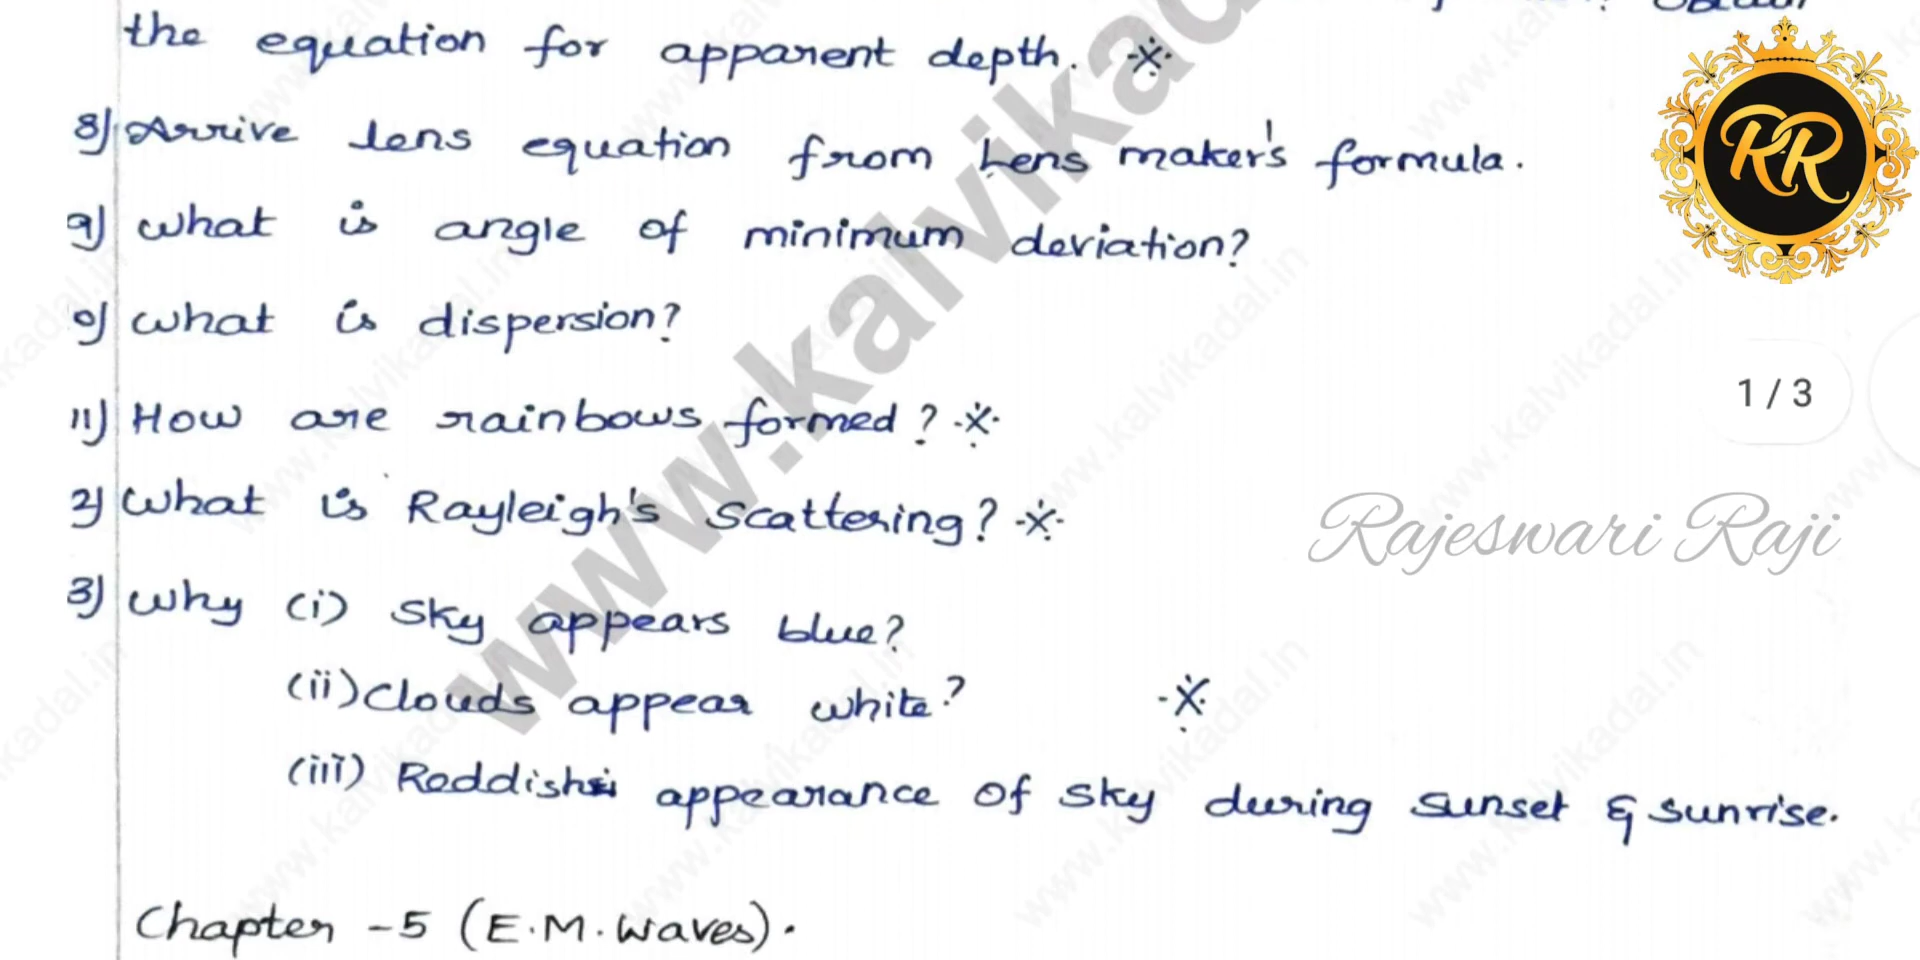 the equation for apparent depth.
8) Arrive lens equation from Lens maker's formula.
9) what is angle of minimum deviation?
0) what is dispersion?
11) How are rainbows formed?
2) What is Rayleigh's Scattering?
3) why (i) Sky appears blue?
(ii) Clouds appear white?
(iii) Reddish appearance of sky during sunset & sunrise.
Chapter - 5 (E.M. Waves).
RR
1 / 3
Rajeswari Raji
www.kalvikadal.in